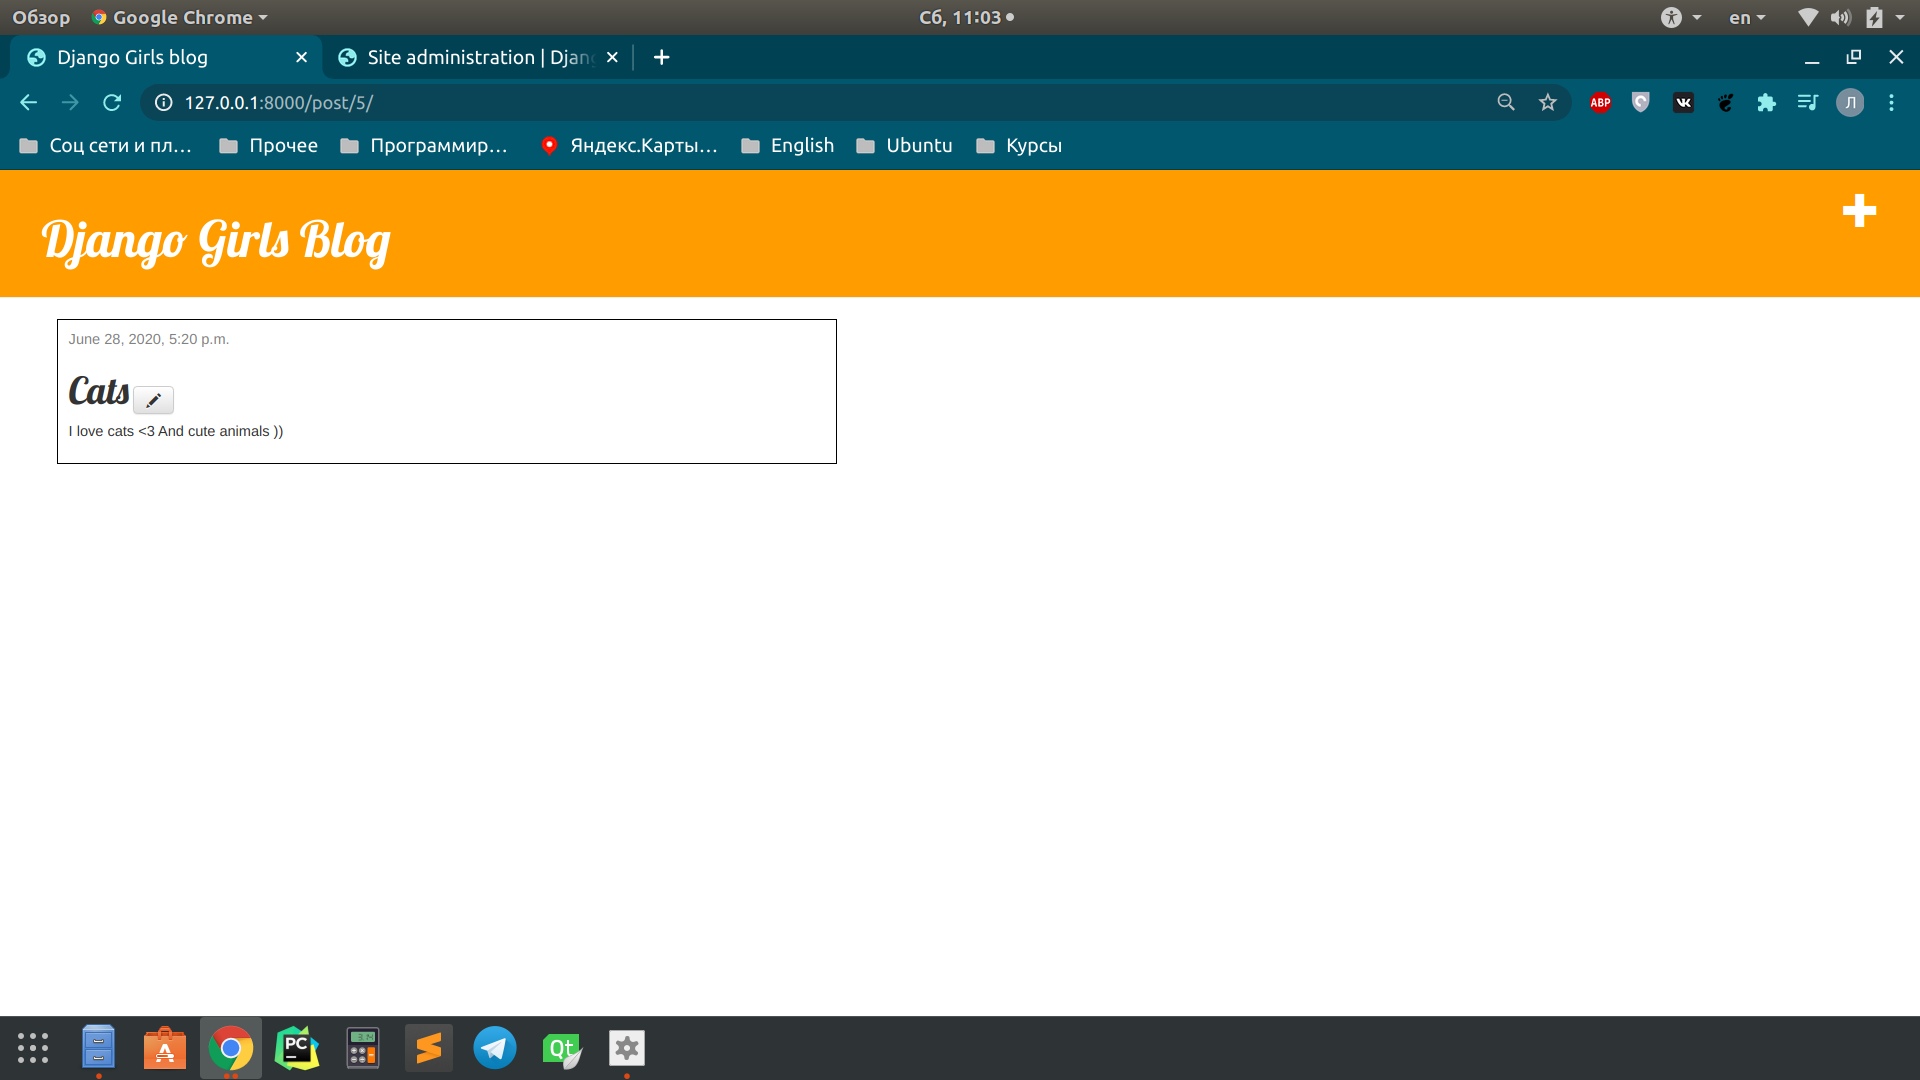 Обзор Google Chrome Сб, 11:03 en
Django Girls blog Site administration | Djan
127.0.0.1:8000/post/5/ ABP Л
Соц сети и пл... Прочее Программир... Яндекс.Карты... English Ubuntu Курсы
Django Girls Blog
June 28, 2020, 5:20 p.m.
Cats
I love cats <3 And cute animals ))
PC Qt